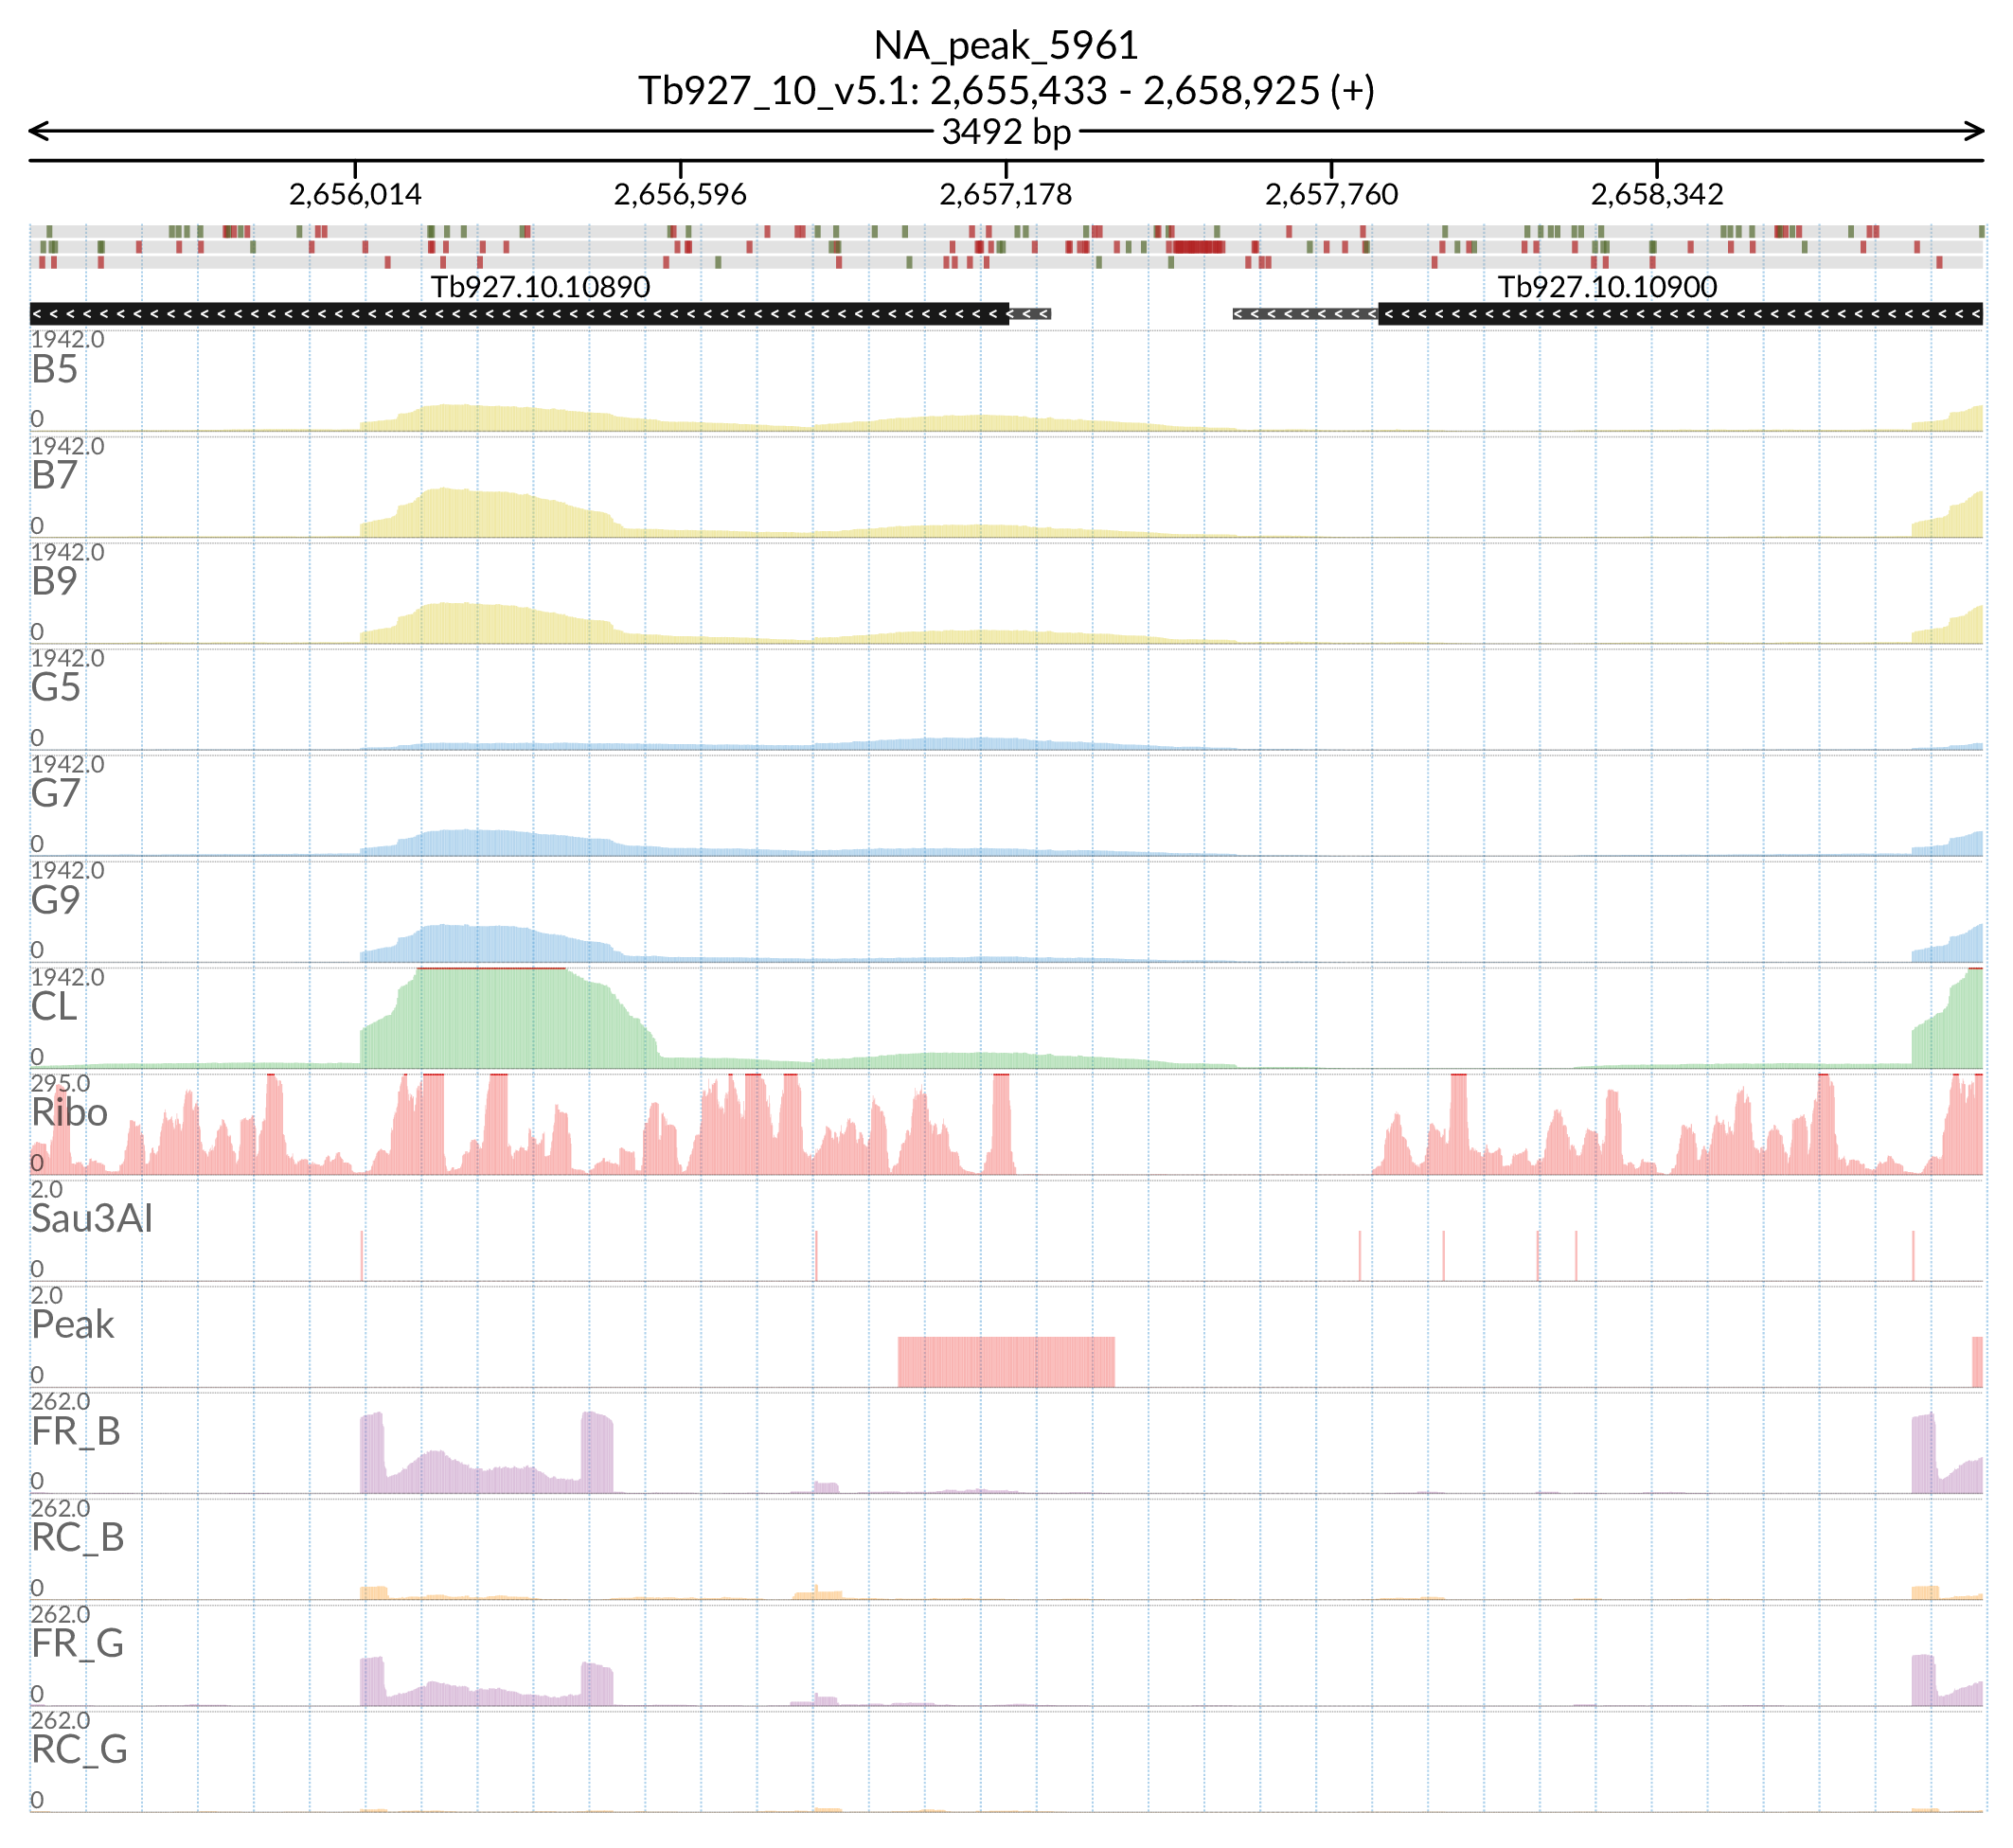 NA_peak_5961
Tb927_10_v5.1: 2,655,433 - 2,658,925 (+)
3492 bp
2,656,014 2,656,596 2,657,178 2,657,760 2,658,342
Tb927.10.10890 Tb927.10.10900
1942.0
B5
0
1942.0
B7
0
1942.0
B9
0
1942.0
G5
0
1942.0
G7
0
1942.0
G9
0
1942.0
CL
0
295.0
Ribo
0
2.0
Sau3AI
0
2.0
Peak
0
262.0
FR_B
0
262.0
RC_B
0
262.0
FR_G
0
262.0
RC_G
0